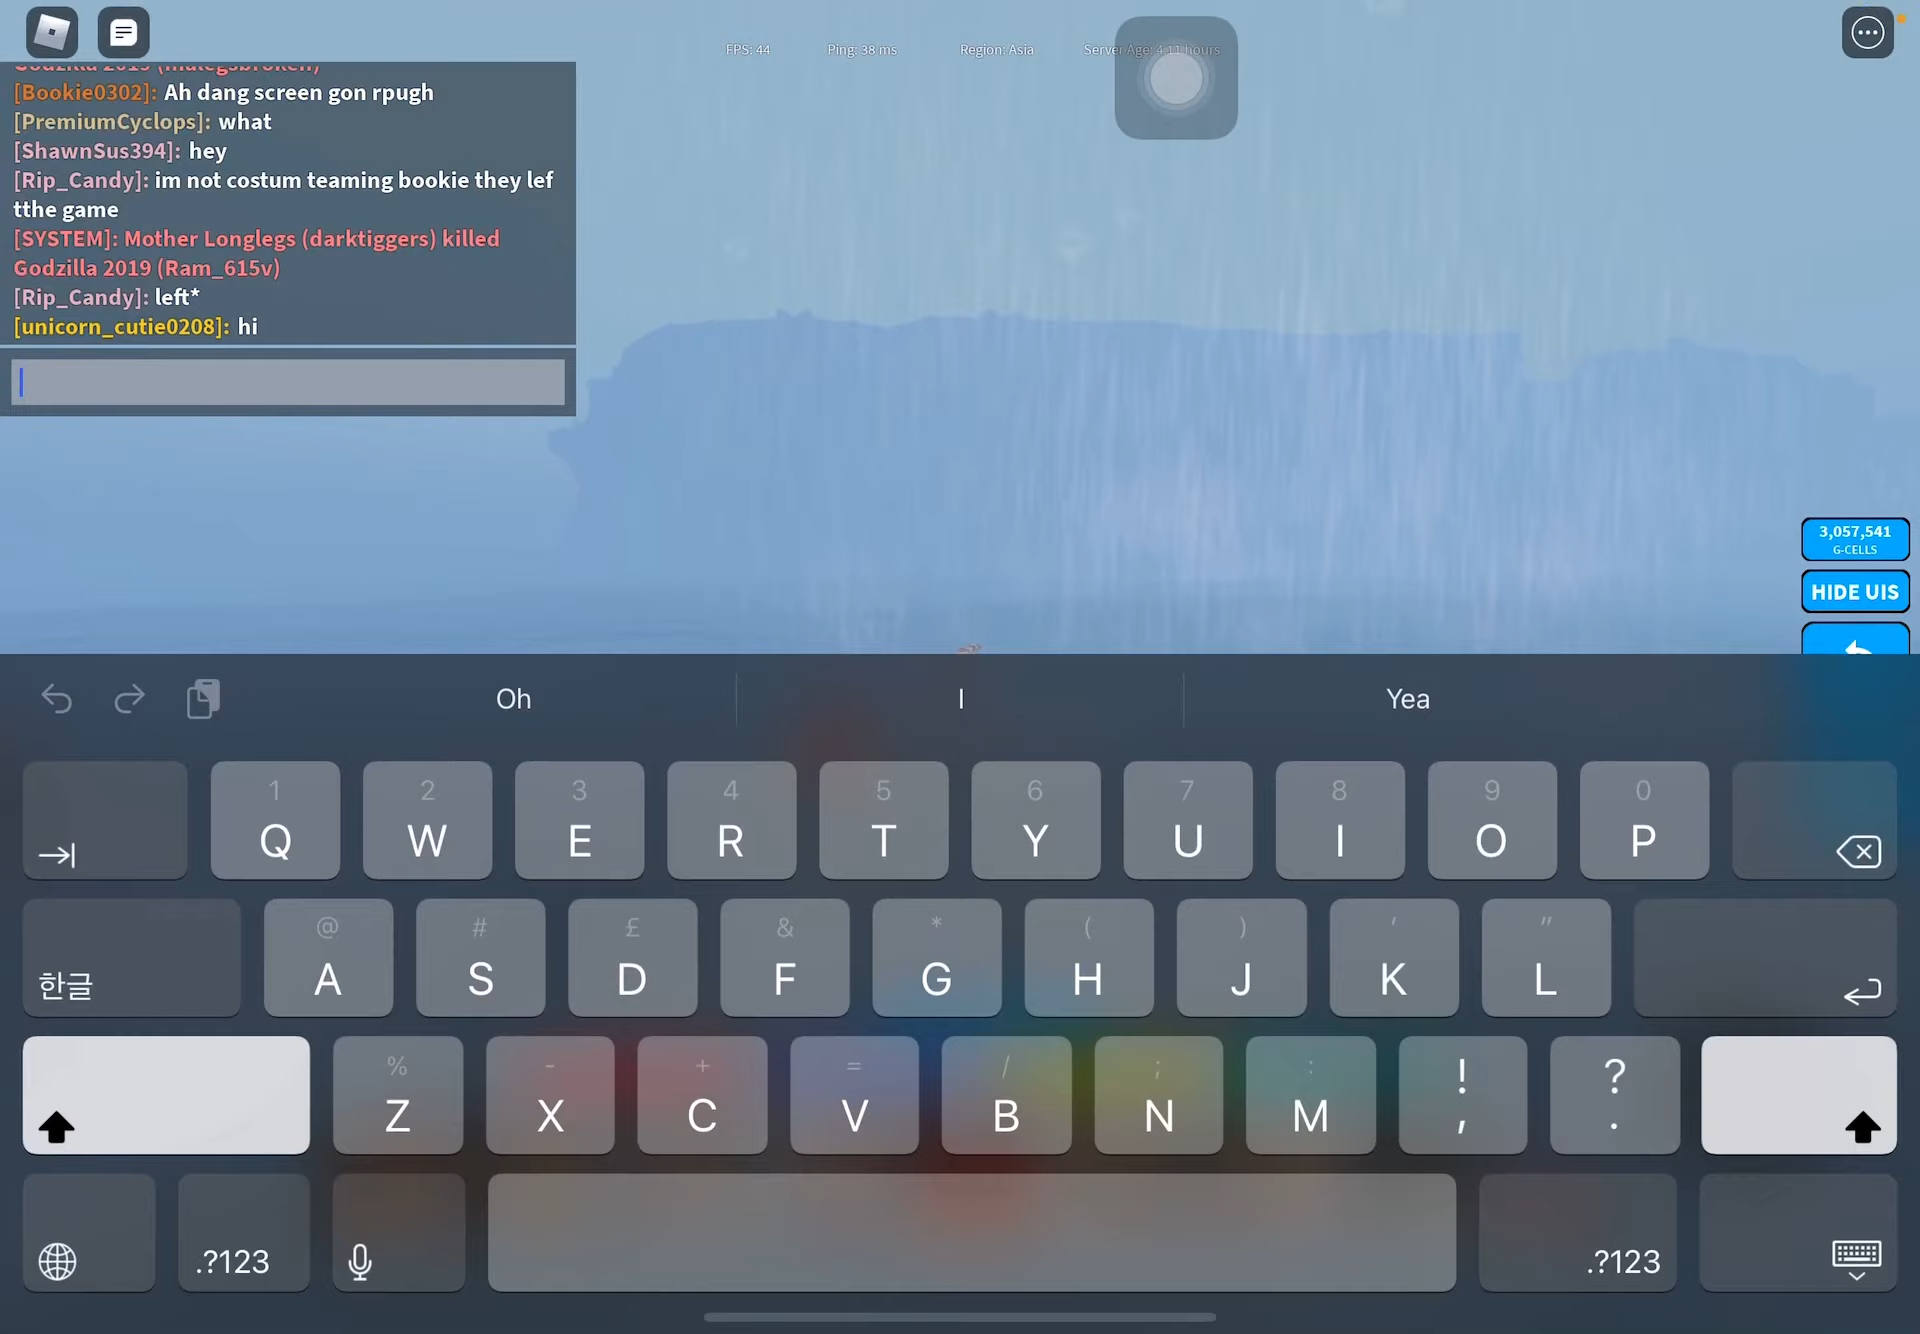 FPS: 44 Ping: 38 ms Region: Asia Server Age: 4.11 hours
Godzilla 2019 (malegsbroken)
[Bookie0302]: Ah dang screen gon rpugh
[PremiumCyclops]: what
[ShawnSus394]: hey
[Rip_Candy]: im not costum teaming bookie they lef
tthe game
[SYSTEM]: Mother Longlegs (darktiggers) killed
Godzilla 2019 (Ram_615v)
[Rip_Candy]: left*
[unicorn_cutie0208]: hi
3,057,541
G-CELLS
HIDE UIS
Oh I Yea
1 2 3 4 5 6 7 8 9 0
Q W E R T Y U I O P
@ # £ & * ( ) ' "
한글 A S D F G H J K L
% - + = / ; : ! ?
Z X C V B N M , .
.?123 .?123